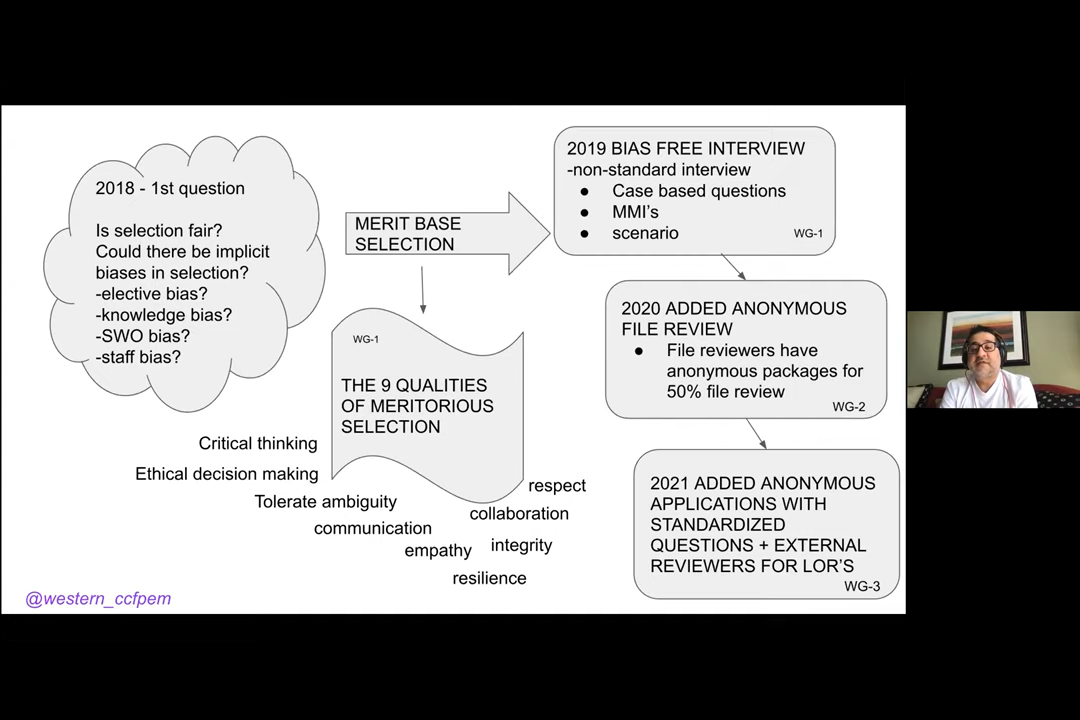 2018 - 1st question
Is selection fair?
Could there be implicit
biases in selection?
-elective bias?
-knowledge bias?
-SWO bias?
-staff bias?
MERIT BASE
SELECTION
2019 BIAS FREE INTERVIEW
-non-standard interview
● Case based questions
● MMI's
● scenario
WG-1
WG-1
THE 9 QUALITIES
OF MERITORIOUS
SELECTION
Critical thinking
Ethical decision making
Tolerate ambiguity
communication
empathy
resilience
integrity
collaboration
respect
2020 ADDED ANONYMOUS
FILE REVIEW
● File reviewers have
anonymous packages for
50% file review
WG-2
2021 ADDED ANONYMOUS
APPLICATIONS WITH
STANDARDIZED
QUESTIONS + EXTERNAL
REVIEWERS FOR LOR'S
WG-3
@western_ccfpem